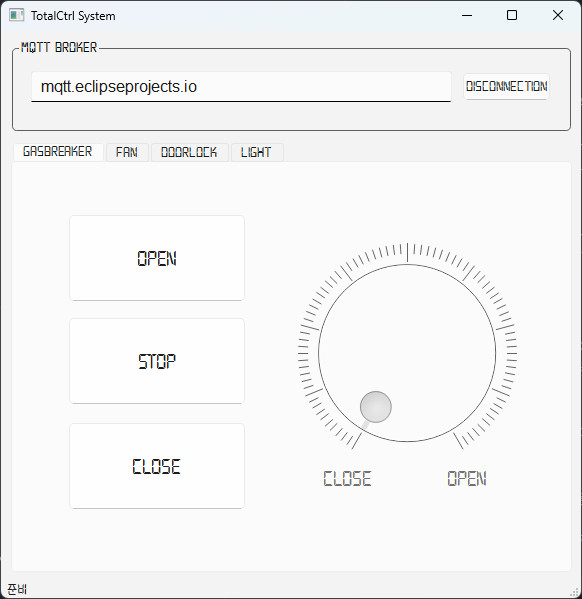 TotalCtrl System
MQTT BROKER
mqtt.eclipseprojects.io
DISCONNECTION
GASBREAKER FAN DOORLOCK LIGHT
OPEN
STOP
CLOSE
CLOSE OPEN
준비